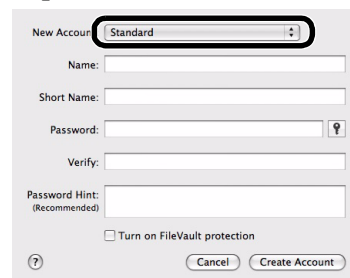 New Accoun Standard
Name:
Short Name:
Password:
Verify:
Password Hint:
(Recommended)
Turn on FileVault protection
? Cancel Create Account